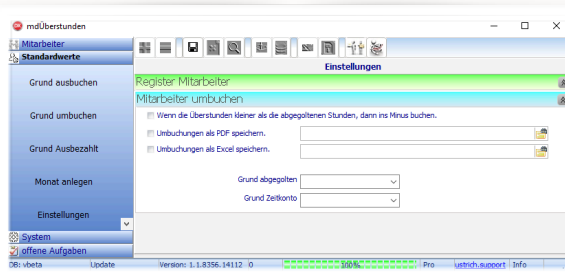 mdÜberstunden
Mitarbeiter
Standardwerte
Grund ausbuchen
Grund umbuchen
Grund Ausbezahlt
Monat anlegen
Einstellungen
System
offene Aufgaben
Einstellungen
Register Mitarbeiter
Mitarbeiter umbuchen
Wenn die Überstunden kleiner als die abgegoltenen Stunden, dann ins Minus buchen.
Umbuchungen als PDF speichern.
Umbuchungen als Excel speichern.
Grund abgegolten
Grund Zeitkonto
DB: vbeta Update Version: 1.1.8356.14112 0 100% Pro ustrich.support Info